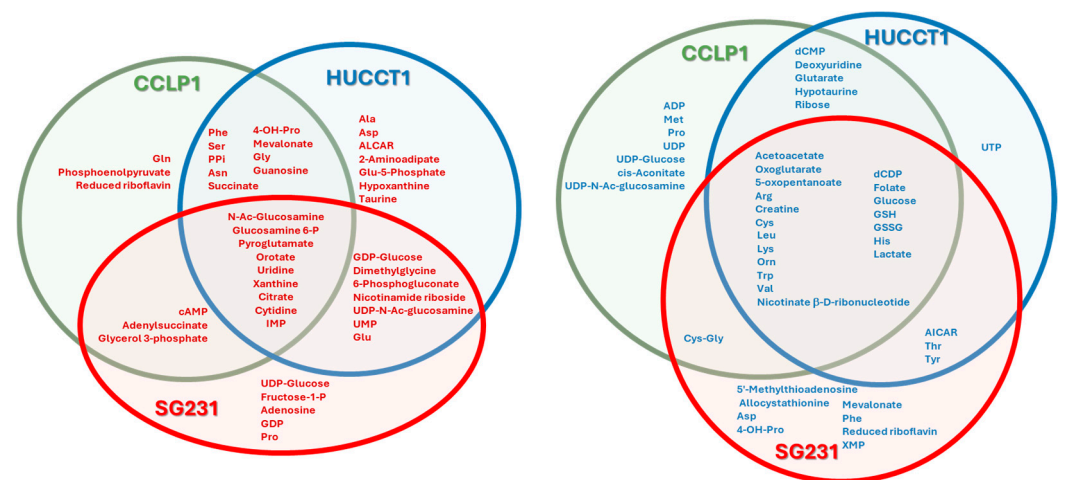 CCLP1
HUCCT1
Gln
Phosphoenolpyruvate
Reduced riboflavin
Phe
Ser
PPi
Asn
Succinate
4-OH-Pro
Mevalonate
Gly
Guanosine
Ala
Asp
ALCAR
2-Aminoadipate
Glu-5-Phosphate
Hypoxanthine
Taurine
N-Ac-Glucosamine
Glucosamine 6-P
Pyroglutamate
Orotate
Uridine
Xanthine
Citrate
Cytidine
IMP
GDP-Glucose
Dimethylglycine
6-Phosphogluconate
Nicotinamide riboside
UDP-N-Ac-glucosamine
UMP
Glu
cAMP
Adenylsuccinate
Glycerol 3-phosphate
UDP-Glucose
Fructose-1-P
Adenosine
GDP
Pro
SG231
CCLP1
HUCCT1
dCMP
Deoxyuridine
Glutarate
Hypotaurine
Ribose
ADP
Met
Pro
UDP
UDP-Glucose
cis-Aconitate
UDP-N-Ac-glucosamine
UTP
Acetoacetate
Oxoglutarate
5-oxopentanoate
Arg
Creatine
Cys
Leu
Lys
Orn
Trp
Val
Nicotinate β-D-ribonucleotide
dCDP
Folate
Glucose
GSH
GSSG
His
Lactate
Cys-Gly
AICAR
Thr
Tyr
5'-Methylthioadenosine
Allocystathionine
Asp
4-OH-Pro
Mevalonate
Phe
Reduced riboflavin
XMP
SG231